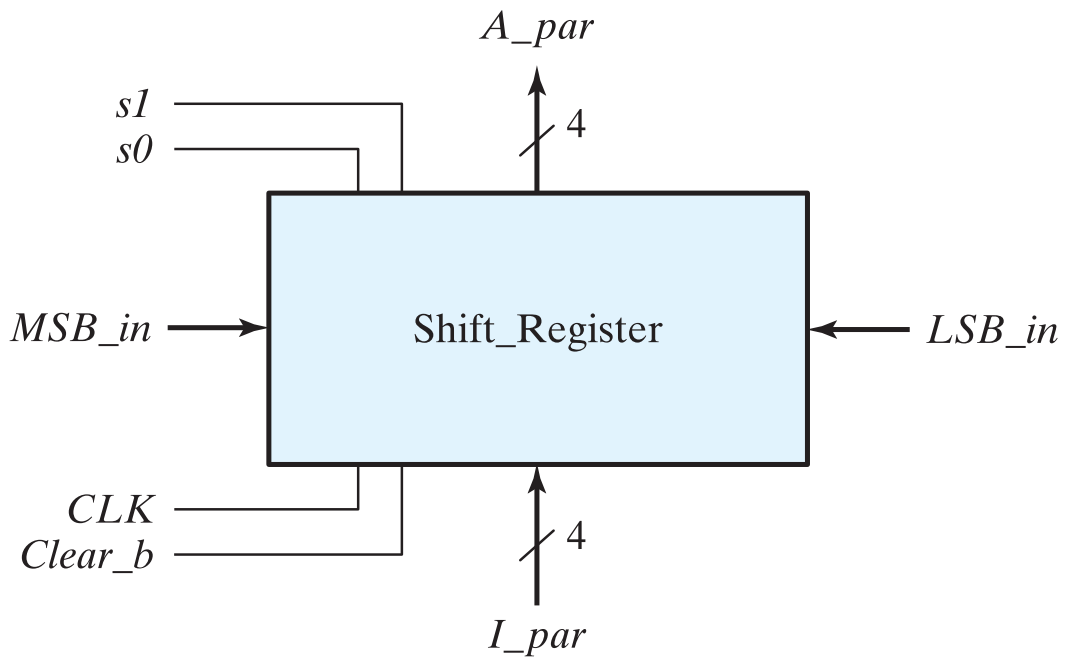 A_par
s1
4
s0
MSB_in
Shift_Register
LSB_in
CLK
4
Clear_b
I_par